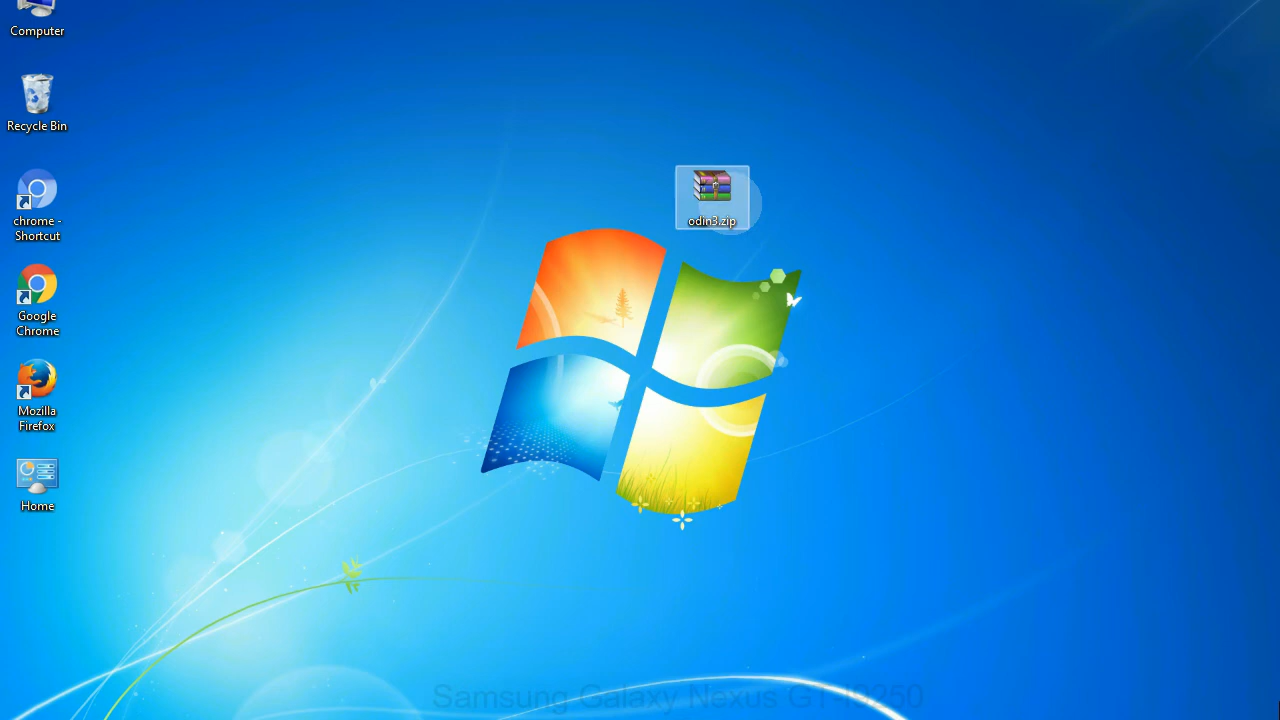 Computer
Recycle Bin
chrome -
Shortcut
Google
Chrome
Mozilla
Firefox
Home
odin3.zip
Samsung Galaxy Nexus GT-I9250